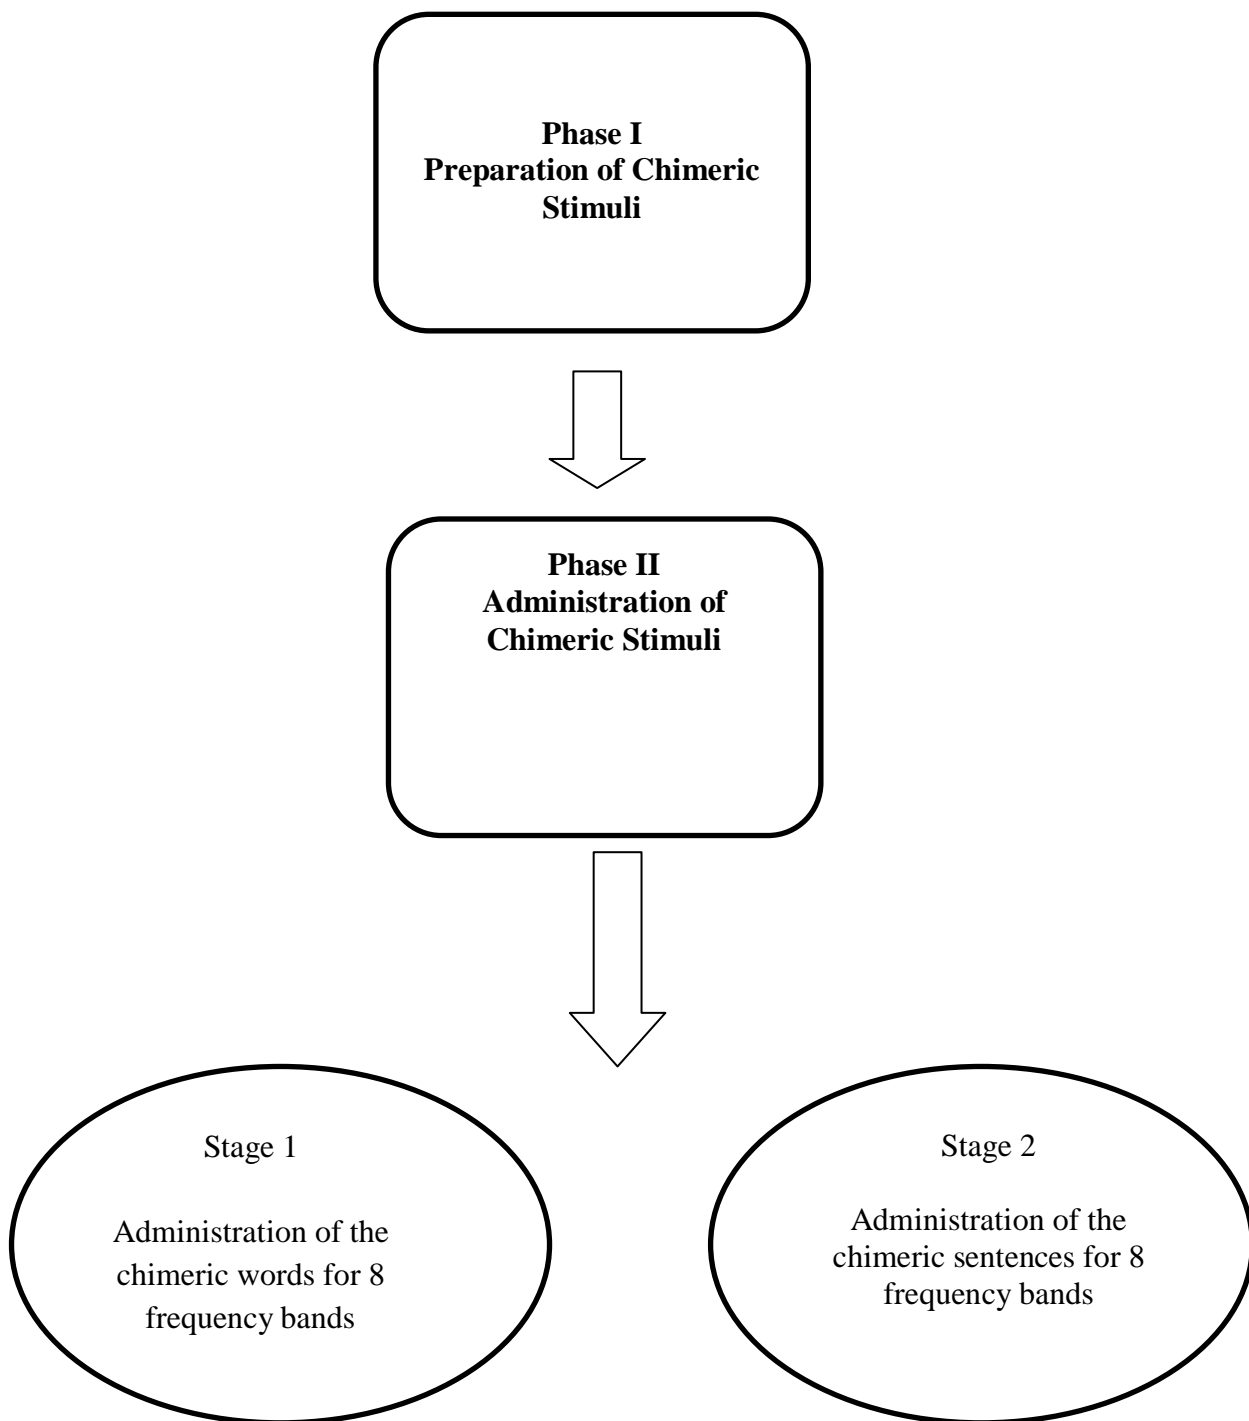 Phase I
Preparation of Chimeric
Stimuli
Phase II
Administration of
Chimeric Stimuli
Stage 1
Administration of the
chimeric words for 8
frequency bands
Stage 2
Administration of the
chimeric sentences for 8
frequency bands